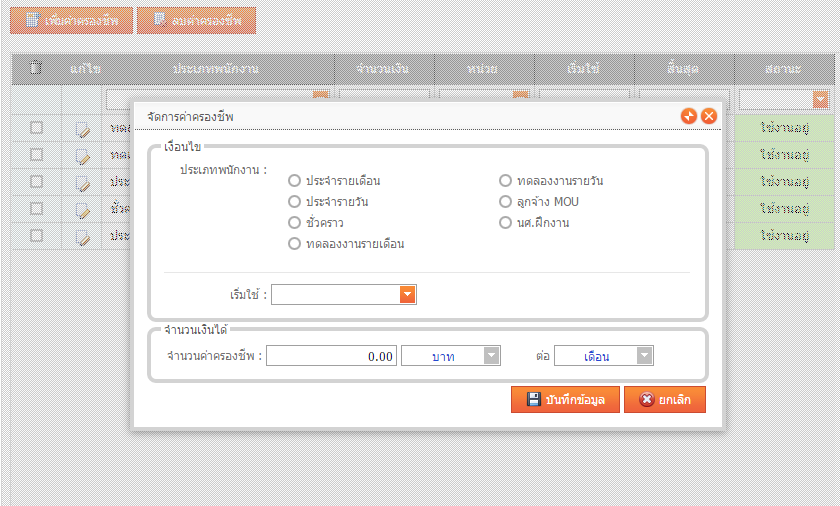 เพิ่มค่าครองชีพ ลบค่าครองชีพ
แก้ไข ประเภทพนักงาน จำนวนเงิน หน่วย เริ่มใช้ สิ้นสุด สถานะ
จัดการค่าครองชีพ
เงื่อนไข
ใช้งานอยู่
ใช้งานอยู่
ประเภทพนักงาน :
ประจำรายเดือน ทดลองงานรายวัน
ประ ใช้งานอยู่
ประจำรายวัน ลูกจ้าง MOU
ชั่วค ใช้งานอยู่
ชั่วคราว นศ.ฝึกงาน
ประ ใช้งานอยู่
ทดลองงานรายเดือน
เริ่มใช้ :
จำนวนเงินได้
จำนวนค่าครองชีพ : 0.00 บาท ต่อ เดือน
บันทึกข้อมูล ยกเลิก